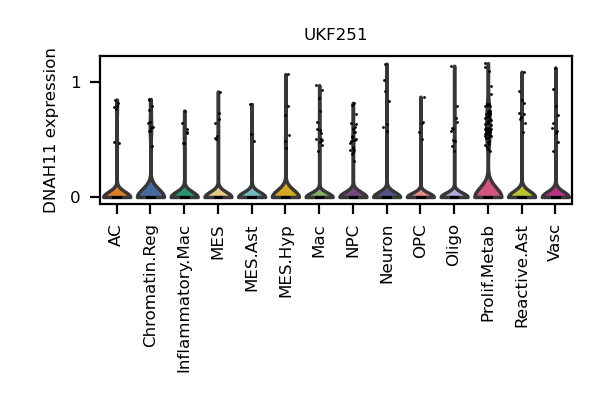 UKF251
DNAH11 expression
1
0
AC
Chromatin.Reg
Inflammatory.Mac
MES
MES.Ast
MES.Hyp
Mac
NPC
Neuron
OPC
Oligo
Prolif.Metab
Reactive.Ast
Vasc